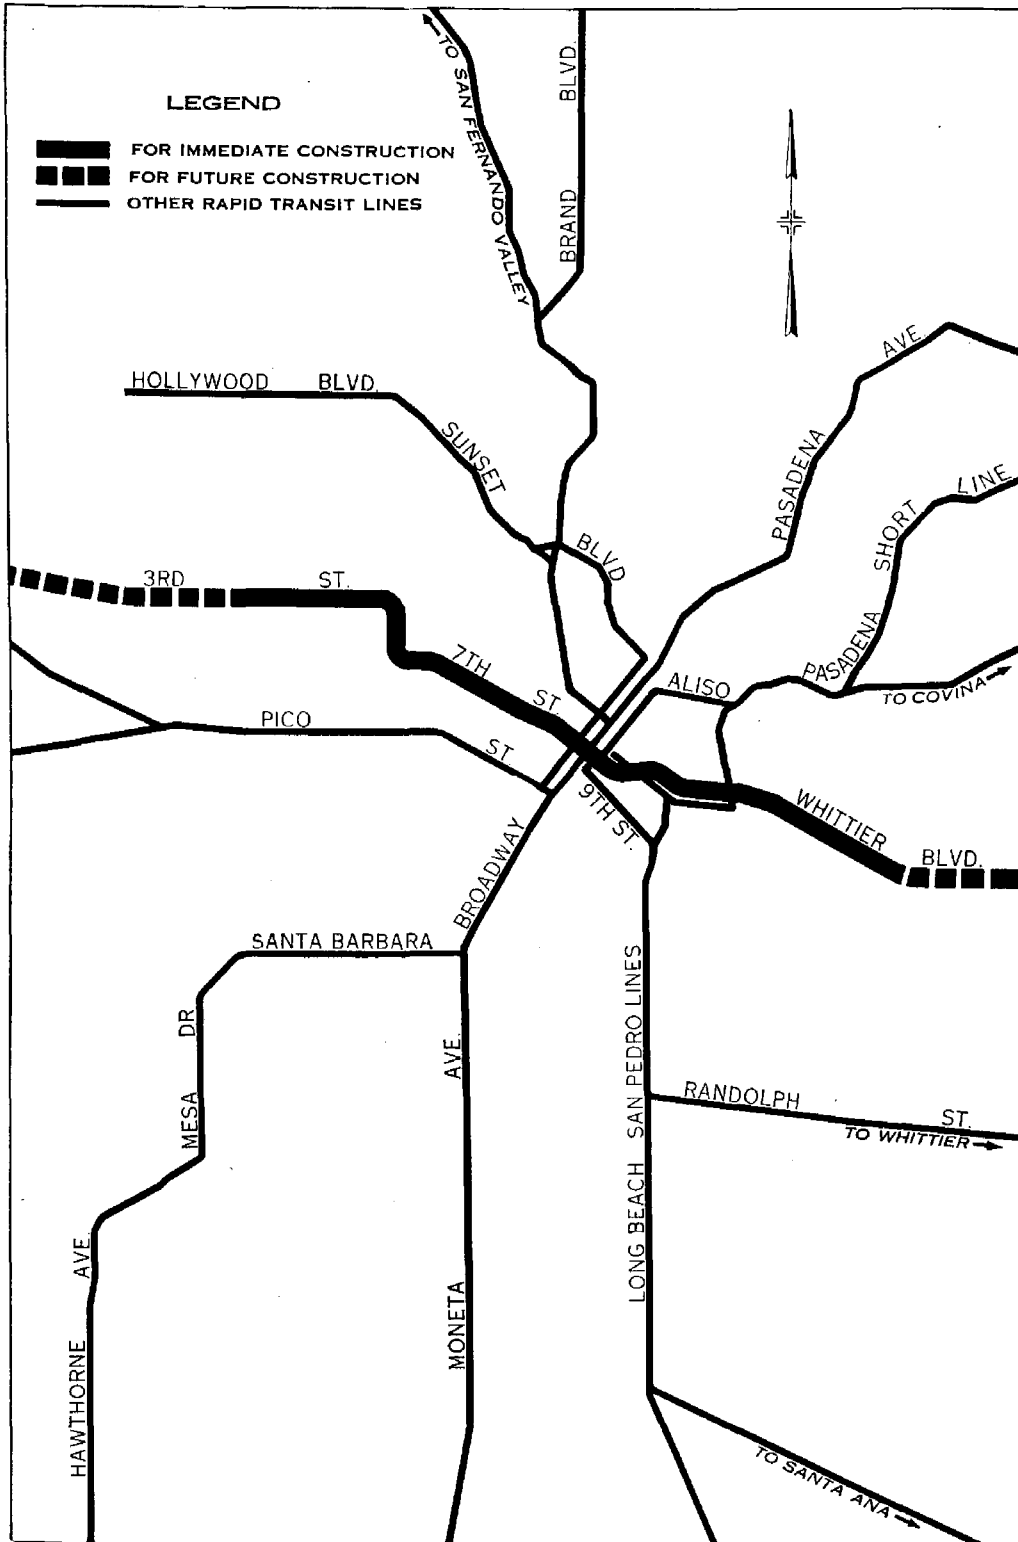 LEGEND
FOR IMMEDIATE CONSTRUCTION
FOR FUTURE CONSTRUCTION
OTHER RAPID TRANSIT LINES
TO SAN FERNANDO VALLEY
BRAND BLVD.
HOLLYWOOD BLVD.
SUNSET BLVD
PASADENA AVE.
PASADENA SHORT LINE
3RD ST.
7TH ST.
ALISO
TO COVINA
PICO ST.
9TH ST.
WHITTIER BLVD.
BROADWAY
SANTA BARBARA
MESA DR
HAWTHORNE AVE.
MONETA AVE.
LONG BEACH SAN PEDRO LINES
RANDOLPH ST.
TO WHITTIER
TO SANTA ANA